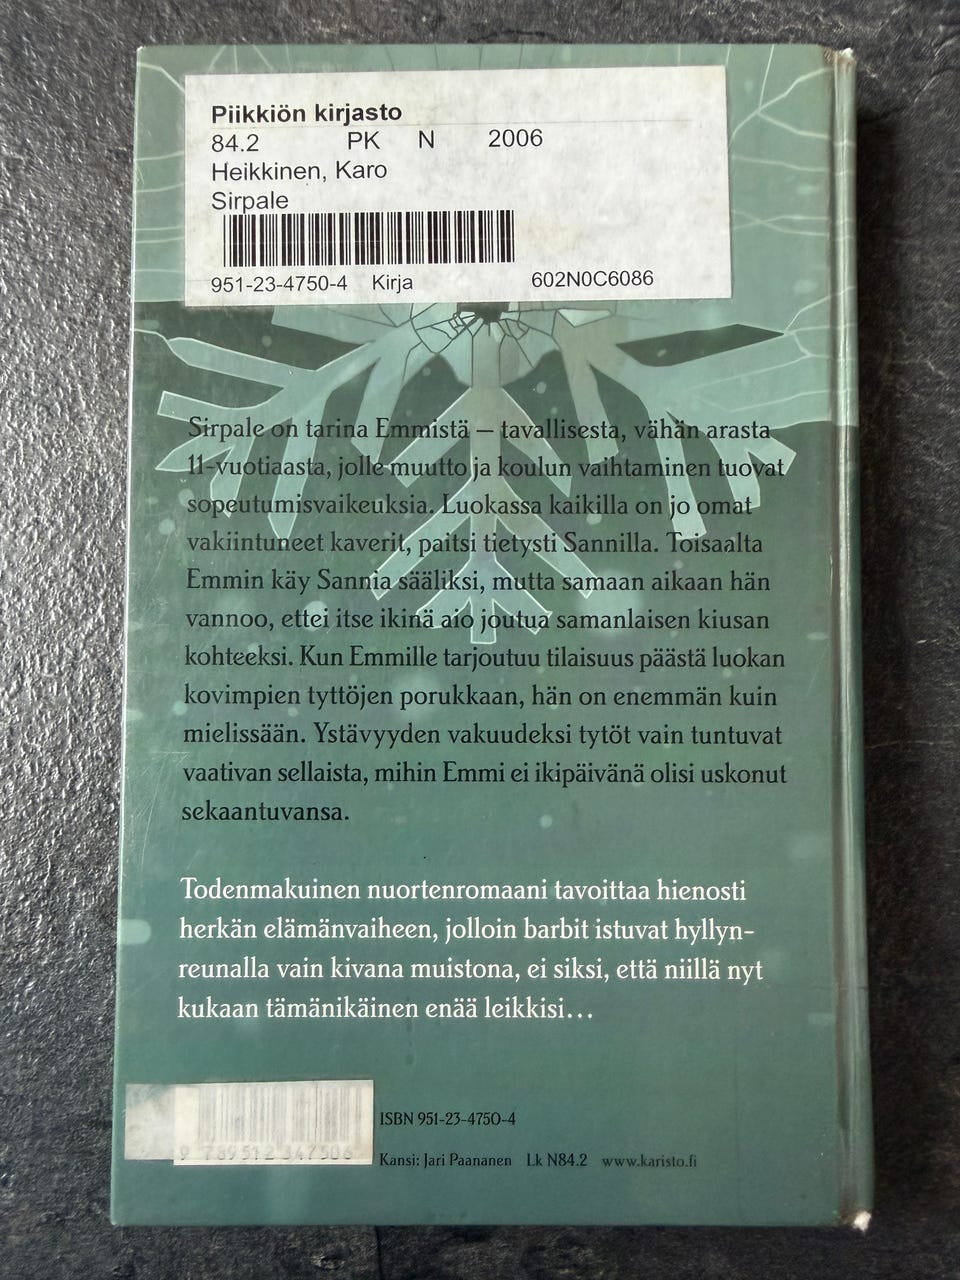 Piikkiön kirjasto
84.2 PK N 2006
Heikkinen, Karo
Sirpale
951-23-4750-4 Kirja 602N0C6086
Sirpale on tarina Emmistä – tavallisesta, vähän arasta
11-vuotiaasta, jolle muutto ja koulun vaihtaminen tuovat
sopeutumisvaikeuksia. Luokassa kaikilla on jo omat
vakiintuneet kaverit, paitsi tietysti Sannilla. Toisaalta
Emmin käy Sannia sääliksi, mutta samaan aikaan hän
vannoo, ettei itse ikinä aio joutua samanlaisen kiusan
kohteeksi. Kun Emmille tarjoutuu tilaisuus päästä luokan
kovimpien tyttöjen porukkaan, hän on enemmän kuin
mielissään. Ystävyyden vakuudeksi tytöt vain tuntuvat
vaativan sellaista, mihin Emmi ei ikipäivänä olisi uskonut
sekaantuvansa.
Todenmakuinen nuortenromaani tavoittaa hienosti
herkän elämänvaiheen, jolloin barbit istuvat hyllyn-
reunalla vain kivana muistona, ei siksi, että niillä nyt
kukaan tämänikäinen enää leikkisi...
ISBN 951-23-4750-4
9 789512 347506
Kansi: Jari Paananen Lk N84.2 www.karisto.fi